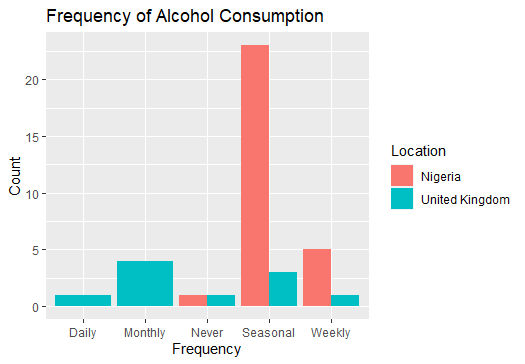 Frequency of Alcohol Consumption
20
15
10
5
0
Count
Daily Monthly Never Seasonal Weekly
Frequency
Location
Nigeria
United Kingdom